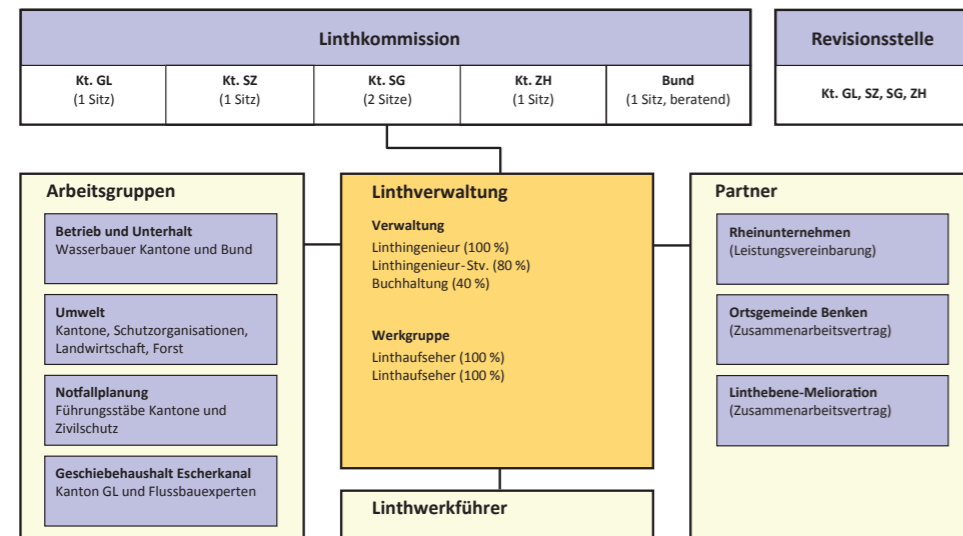 Linthkommission
Kt. GL
(1 Sitz)
Kt. SZ
(1 Sitz)
Kt. SG
(2 Sitze)
Kt. ZH
(1 Sitz)
Bund
(1 Sitz, beratend)
Revisionsstelle
Kt. GL, SZ, SG, ZH
Arbeitsgruppen
Betrieb und Unterhalt
Wasserbauer Kantone und Bund
Umwelt
Kantone, Schutzorganisationen,
Landwirtschaft, Forst
Notfallplanung
Führungsstäbe Kantone und
Zivilschutz
Geschiebehaushalt Escherkanal
Kanton GL und Flussbauexperten
Linthverwaltung
Verwaltung
Linthingenieur (100 %)
Linthingenieur-Stv. (80 %)
Buchhaltung (40 %)
Werkgruppe
Linthaufseher (100 %)
Linthaufseher (100 %)
Linthwerkführer
Partner
Rheinunternehmen
(Leistungsvereinbarung)
Ortsgemeinde Benken
(Zusammenarbeitsvertrag)
Linthebene-Melioration
(Zusammenarbeitsvertrag)